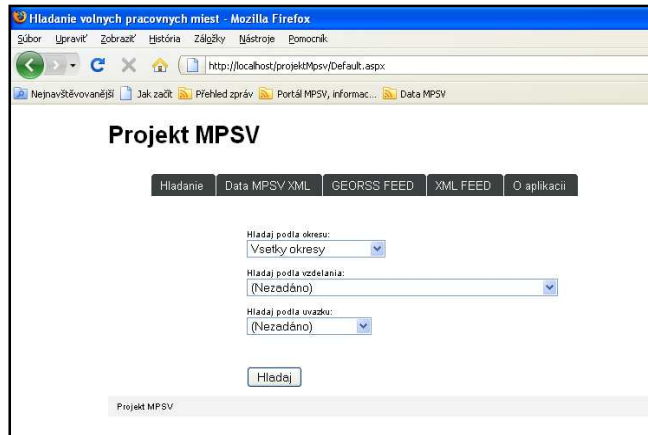 Hladanie volnych pracovnych miest - Mozilla Firefox
Súbor Upraviť Zobraziť História Záložky Nástroje Pomocník
http://localhost/projektMpsv/Default.aspx
Nejnavštěvovanější Jak začít Přehled zpráv Portál MPSV, informac... Data MPSV
Projekt MPSV
Hladanie Data MPSV XML GEORSS FEED XML FEED O aplikacii
Hladaj podla okresu:
Vsetky okresy
Hladaj podla vzdelania:
(Nezadáno)
Hladaj podla uvazku:
(Nezadáno)
Hladaj
Projekt MPSV